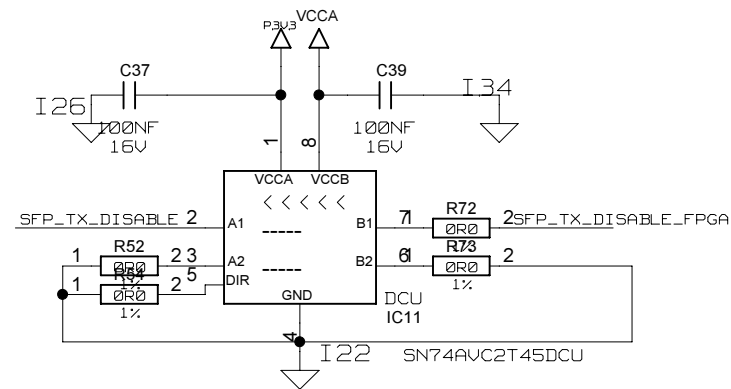 P3V3 VCCA
C37 C39
I26 I34
100NF 100NF
16V 16V
1 8
VCCA VCCB
< < < < <
SFP_TX_DISABLE 2 A1 B1 7 1 R72 0R0 1% 2 SFP_TX_DISABLE_FPGA
1 R52 0R0 1% 2 3 A2 B2 6 1 R73 0R0 1% 2
1 R54 0R0 1% 2 5 DIR
GND DCU
IC11
4
I22 SN74AVC2T45DCU